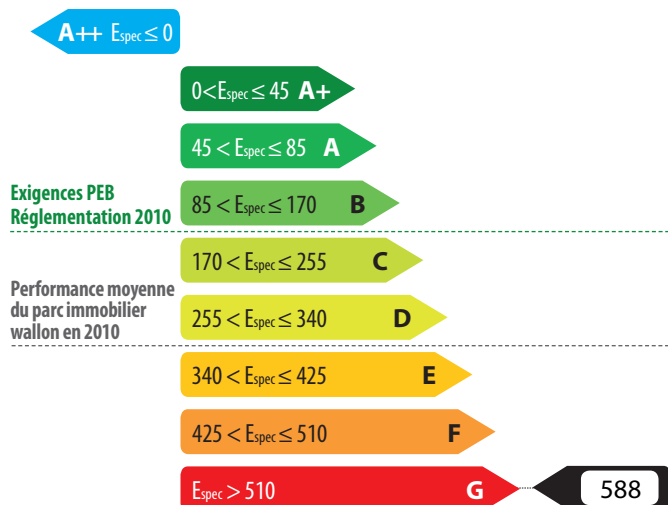 A++ Espec ≤ 0
0<Espec ≤ 45 A+
45 < Espec ≤ 85 A
Exigences PEB
Réglementation 2010
85 < Espec ≤ 170 B
170 < Espec ≤ 255 C
Performance moyenne
du parc immobilier
wallon en 2010
255 < Espec ≤ 340 D
340 < Espec ≤ 425 E
425 < Espec ≤ 510 F
Espec > 510 G
588